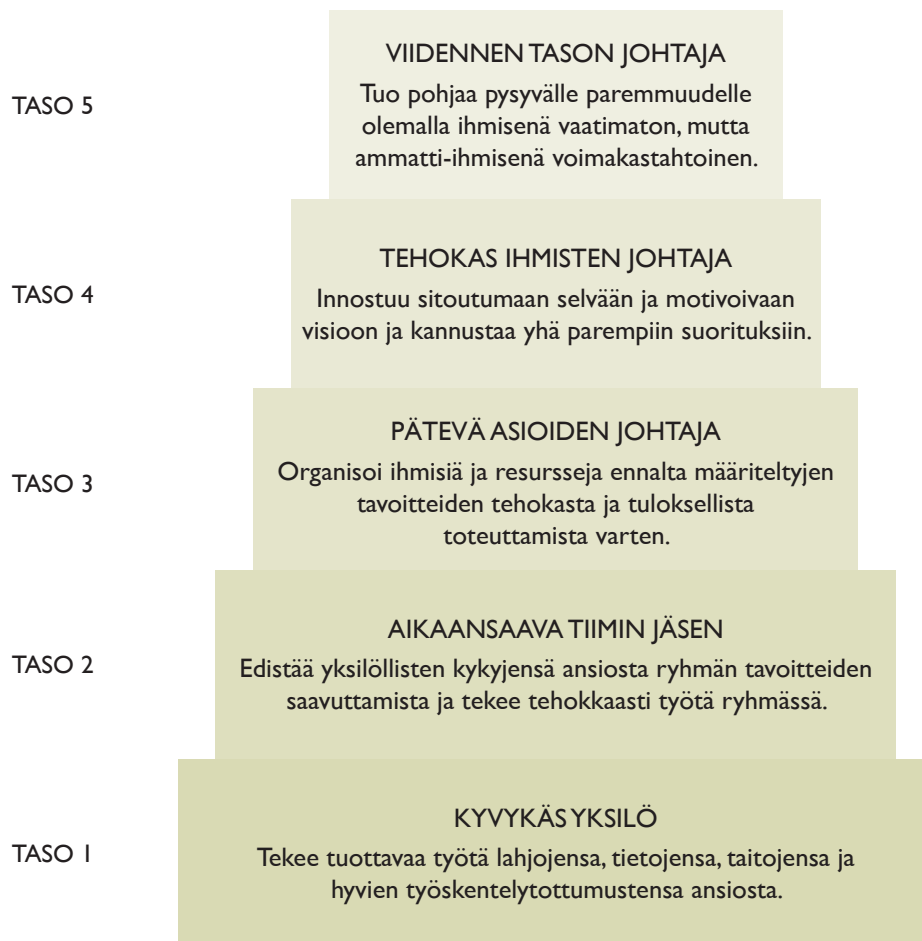 VIIDENNEN TASON JOHTAJA
TASO 5
Tuo pohjaa pysyvälle paremmuudelle
olemalla ihmisenä vaatimaton, mutta
ammatti-ihmisenä voimakastahtoinen.
TEHOKAS IHMISTEN JOHTAJA
TASO 4
Innostuu sitoutumaan selvään ja motivoivaan
visioon ja kannustaa yhä parempiin suorituksiin.
PÄTEVÄ ASIOIDEN JOHTAJA
TASO 3
Organisoi ihmisiä ja resursseja ennalta määriteltyjen
tavoitteiden tehokasta ja tuloksellista
toteuttamista varten.
AIKAANSAAVA TIIMIN JÄSEN
TASO 2
Edistää yksilöllisten kykyjensä ansiosta ryhmän tavoitteiden
saavuttamista ja tekee tehokkaasti työtä ryhmässä.
KYVYKÄS YKSILÖ
TASO 1
Tekee tuottavaa työtä lahjojensa, tietojensa, taitojensa ja
hyvien työskentelytottumustensa ansiosta.